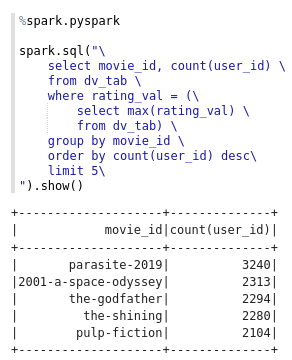 %spark.pyspark
spark.sql("\
    select movie_id, count(user_id) \
    from dv_tab \
    where rating_val = (\
        select max(rating_val) \
        from dv_tab) \
    group by movie_id \
    order by count(user_id) desc\
    limit 5\
").show()
+--------------------+--------------+
|            movie_id|count(user_id)|
+--------------------+--------------+
|       parasite-2019|          3240|
|2001-a-space-odyssey|          2313|
|       the-godfather|          2294|
|         the-shining|          2280|
|        pulp-fiction|          2104|
+--------------------+--------------+